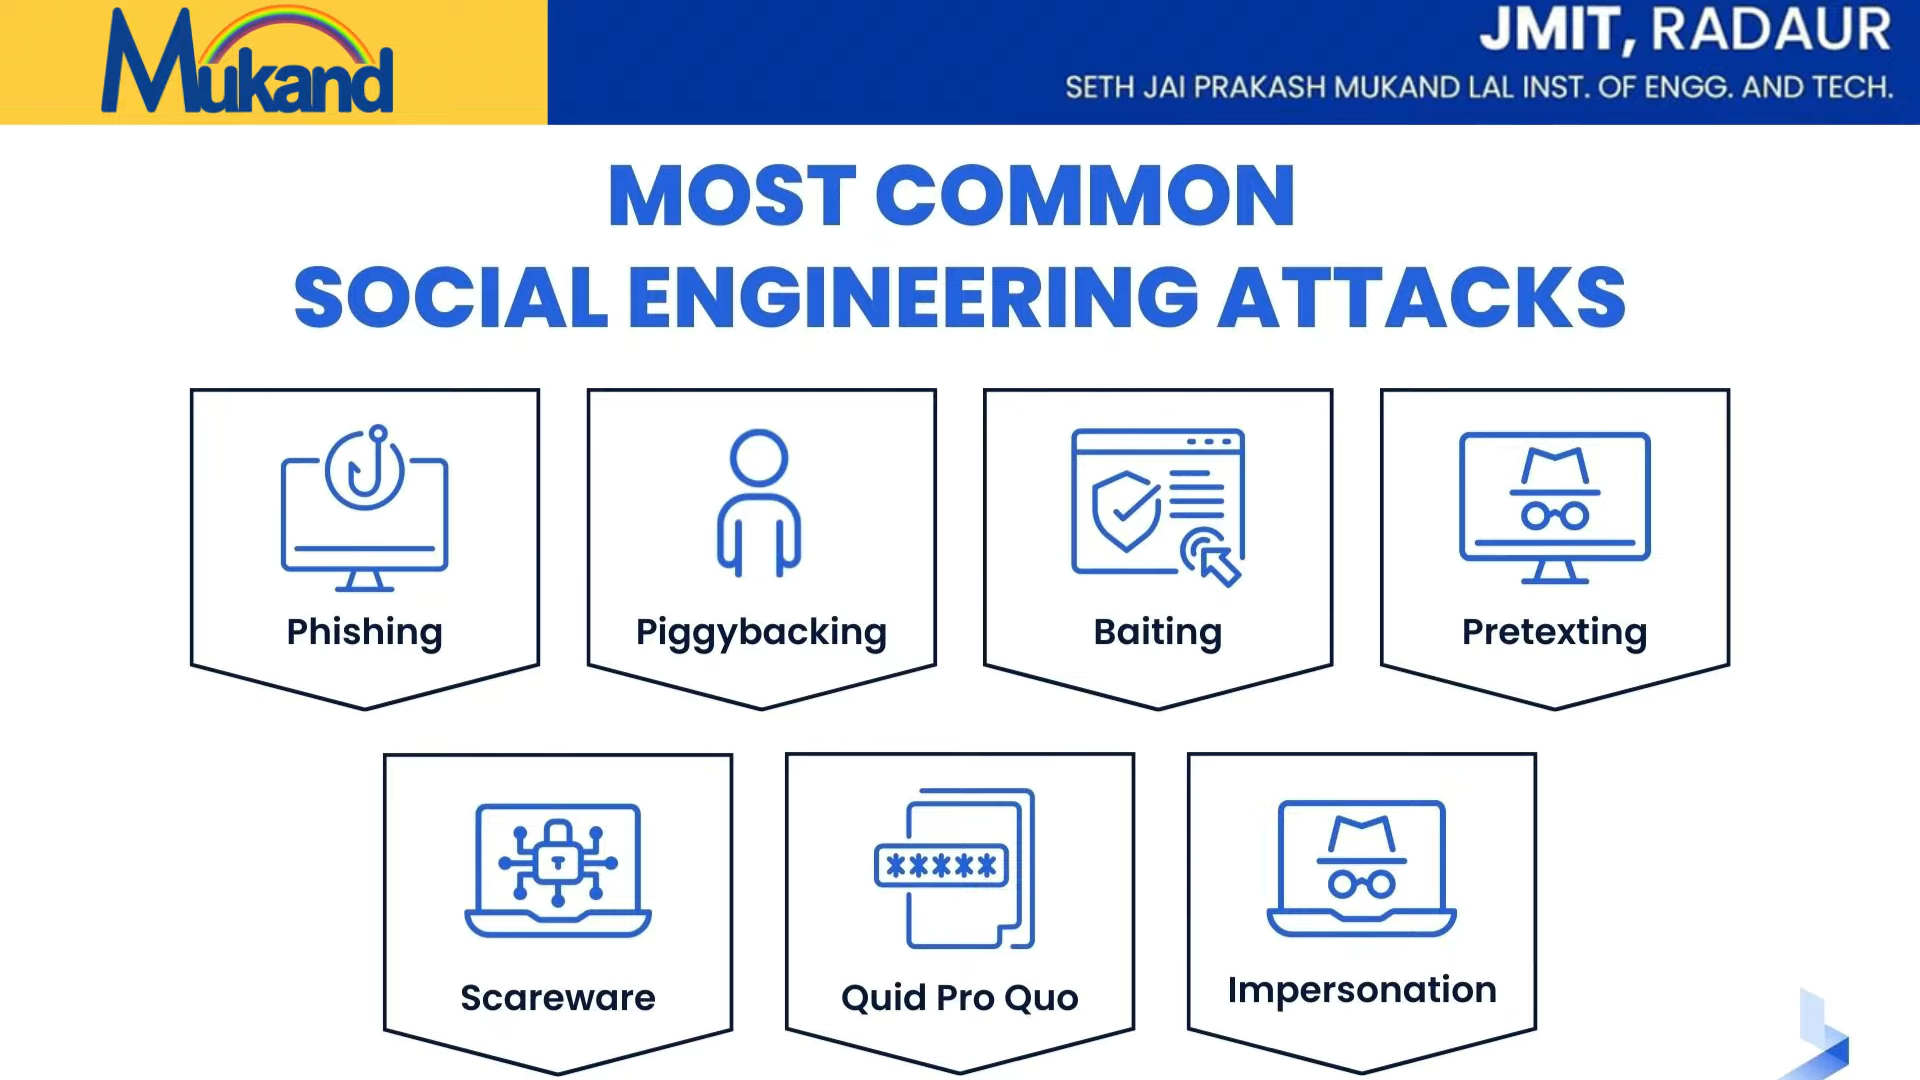 Mukand
JMIT, RADAUR
SETH JAI PRAKASH MUKAND LAL INST. OF ENGG. AND TECH.
MOST COMMON
SOCIAL ENGINEERING ATTACKS
Phishing
Piggybacking
Baiting
Pretexting
*****
Scareware
Quid Pro Quo
Impersonation